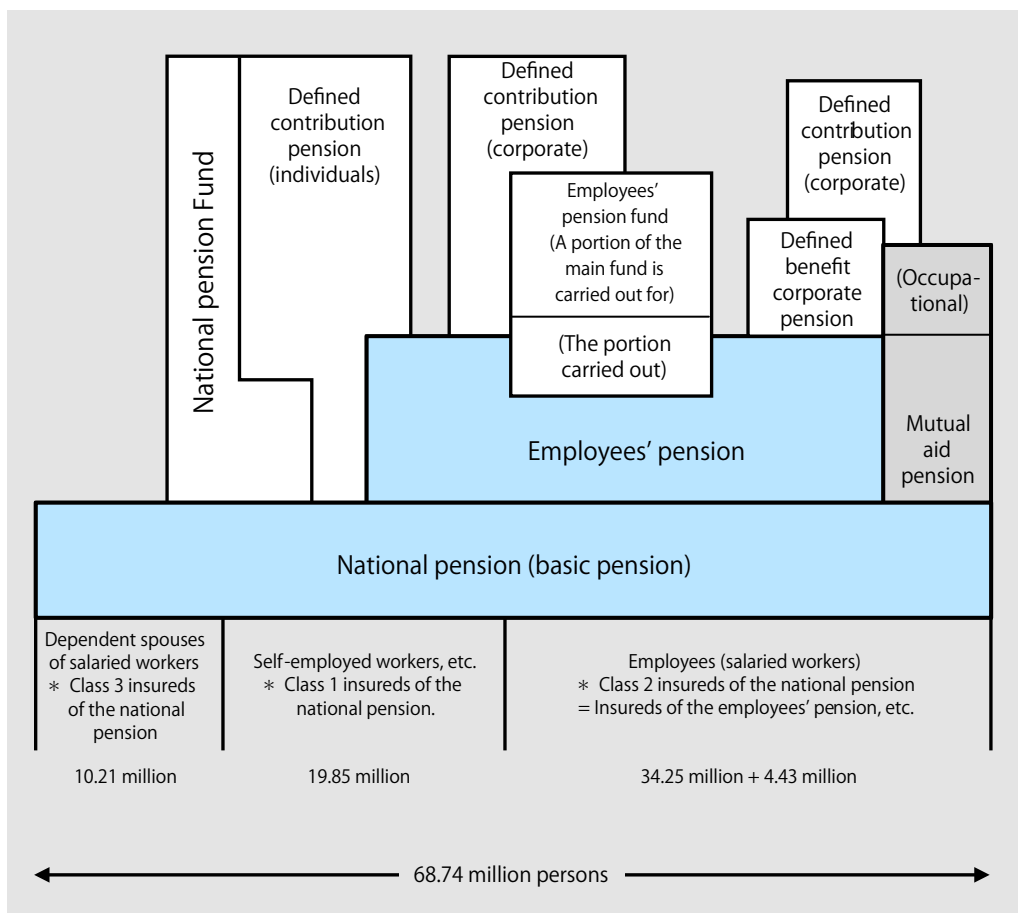 National pension Fund
Defined
contribution
pension
(individuals)
Defined
contribution
pension
(corporate)
Employees’
pension fund
(A portion of the
main fund is
carried out for)
(The portion
carried out)
Defined
contribution
pension
(corporate)
Defined
benefit
corporate
pension
(Occupa-
tional)
Employees’ pension
Mutual
aid
pension
National pension (basic pension)
Dependent spouses
of salaried workers
* Class 3 insureds
of the national
pension
Self-employed workers, etc.
* Class 1 insureds of the
national pension.
Employees (salaried workers)
* Class 2 insureds of the national pension
= Insureds of the employees’ pension, etc.
10.21 million
19.85 million
34.25 million + 4.43 million
68.74 million persons